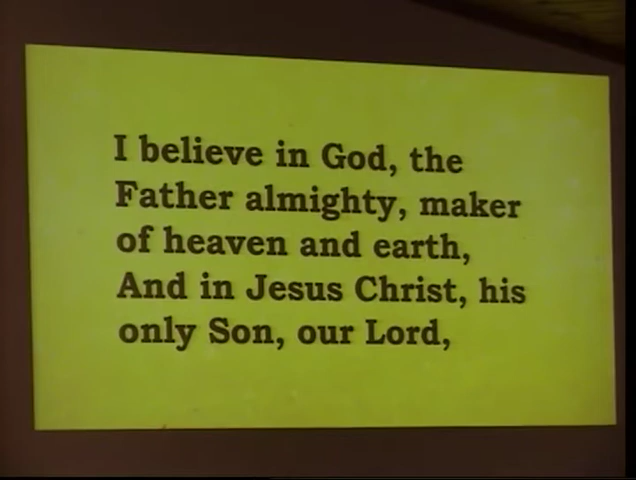 I believe in God, the
Father almighty, maker
of heaven and earth,
And in Jesus Christ, his
only Son, our Lord,